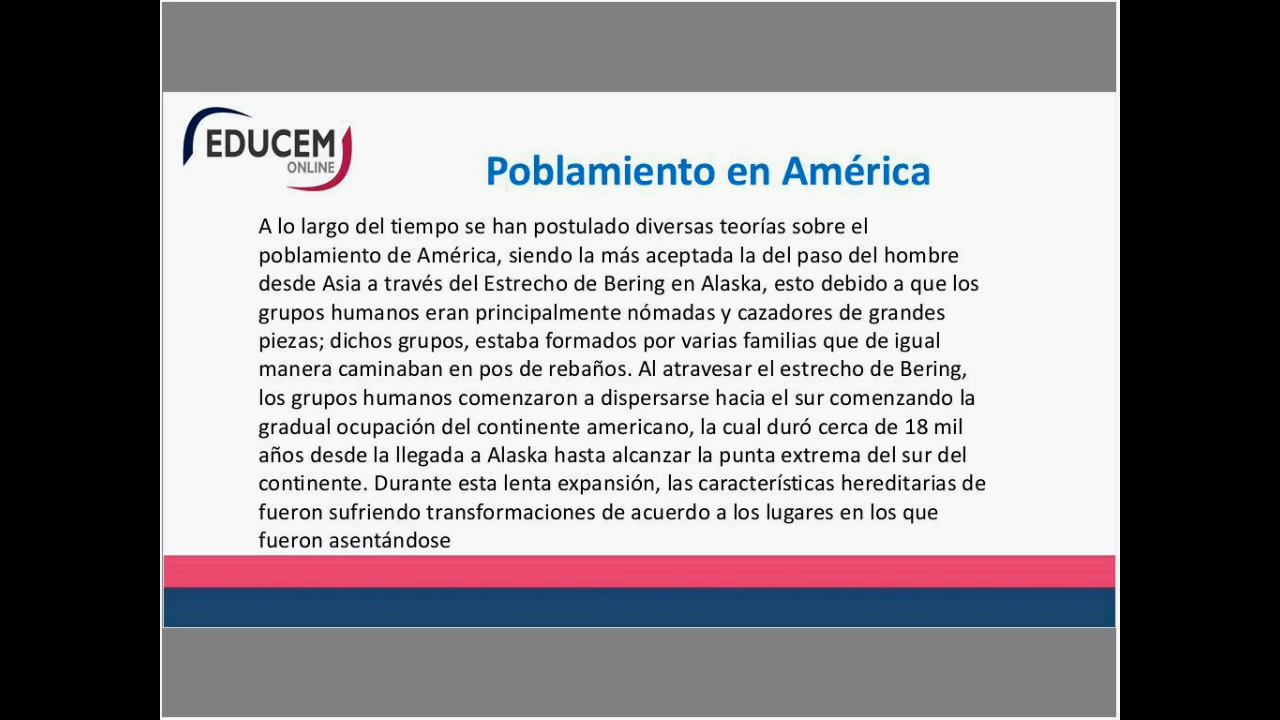 EDUCEM
ONLINE
Poblamiento en América
A lo largo del tiempo se han postulado diversas teorías sobre el
poblamiento de América, siendo la más aceptada la del paso del hombre
desde Asia a través del Estrecho de Bering en Alaska, esto debido a que los
grupos humanos eran principalmente nómadas y cazadores de grandes
piezas; dichos grupos, estaba formados por varias familias que de igual
manera caminaban en pos de rebaños. Al atravesar el estrecho de Bering,
los grupos humanos comenzaron a dispersarse hacia el sur comenzando la
gradual ocupación del continente americano, la cual duró cerca de 18 mil
años desde la llegada a Alaska hasta alcanzar la punta extrema del sur del
continente. Durante esta lenta expansión, las características hereditarias de
fueron sufriendo transformaciones de acuerdo a los lugares en los que
fueron asentándose